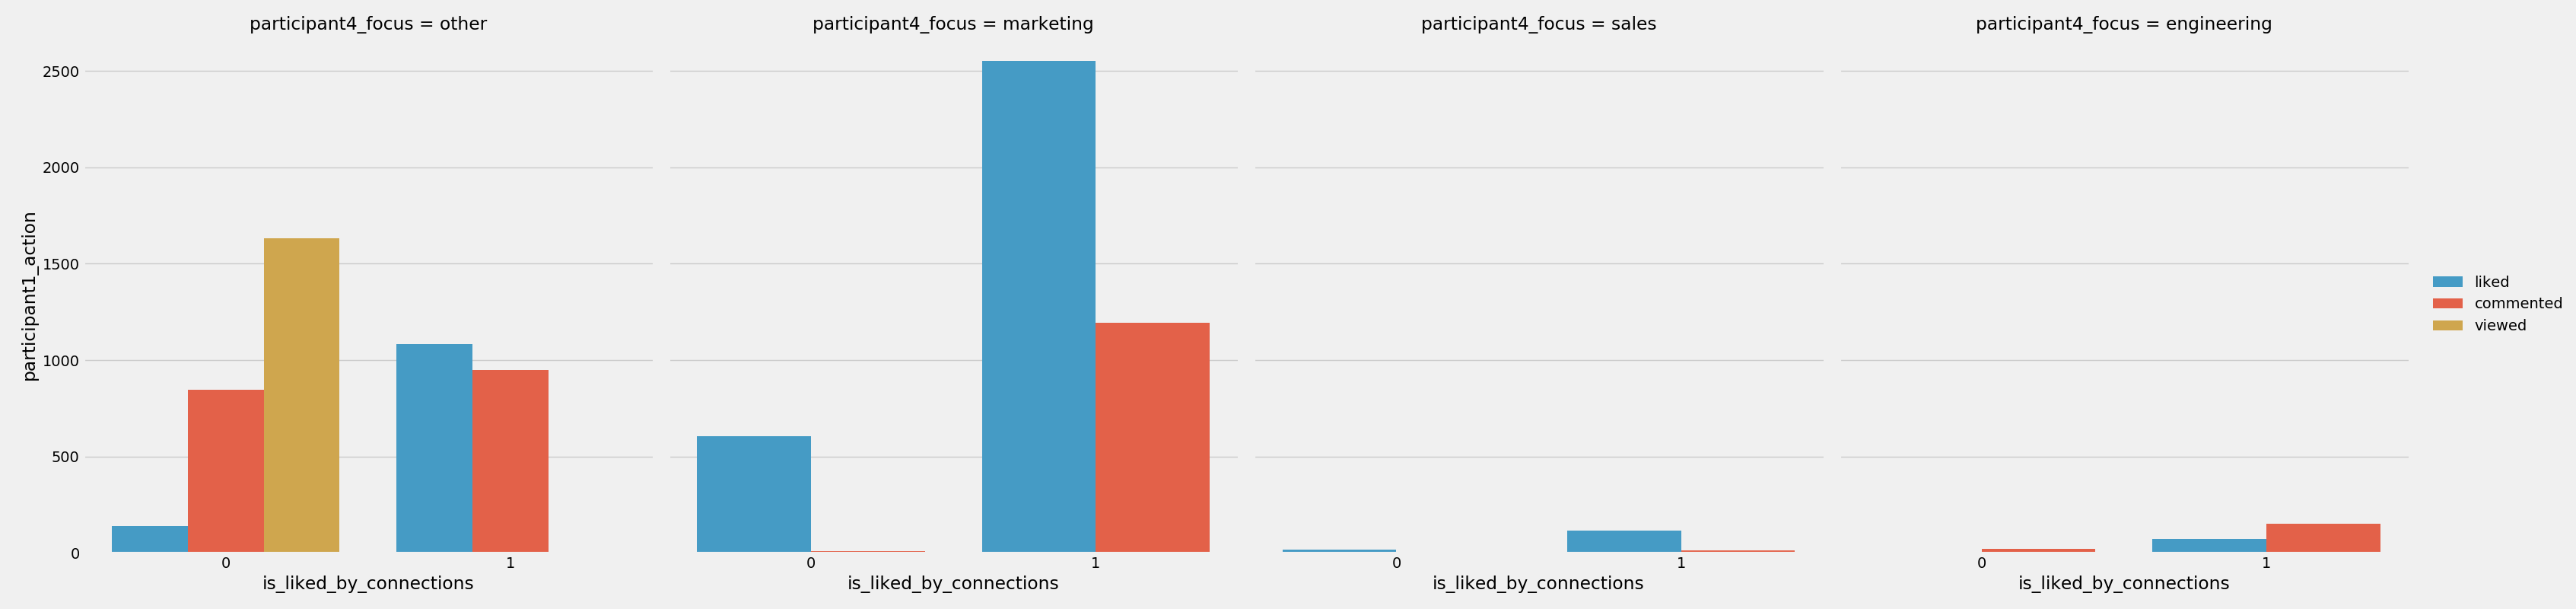 participant4_focus = other
participant4_focus = marketing
participant4_focus = sales
participant4_focus = engineering
participant1_action
2500
2000
1500
1000
500
0
0
1
0
1
0
1
0
1
is_liked_by_connections
is_liked_by_connections
is_liked_by_connections
is_liked_by_connections
liked
commented
viewed